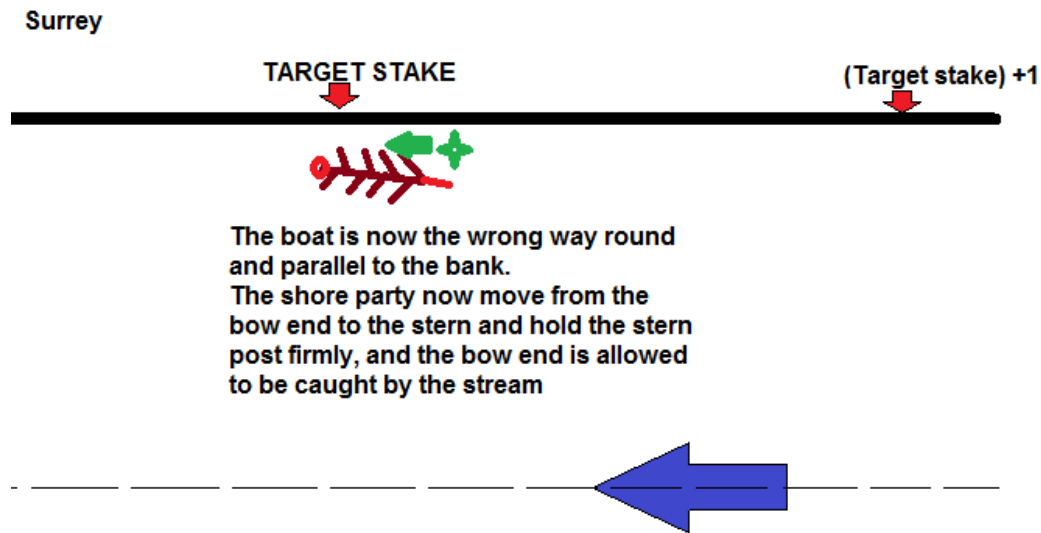 Surrey
TARGET STAKE
(Target stake) +1
The boat is now the wrong way round
and parallel to the bank.
The shore party now move from the
bow end to the stern and hold the stern
post firmly, and the bow end is allowed
to be caught by the stream